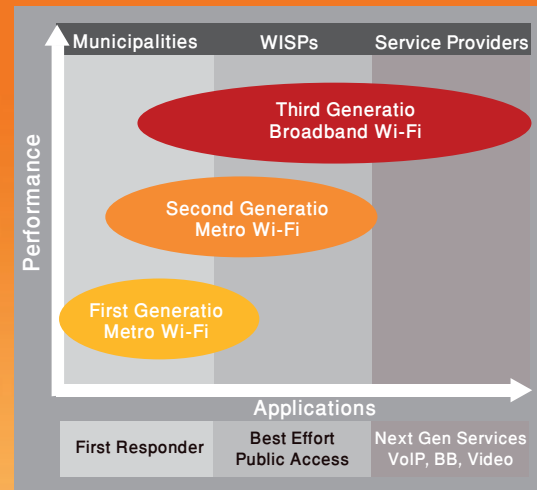 Municipalities WISPs Service Providers
Performance
Third Generatio
Broadband Wi-Fi
Second Generatio
Metro Wi-Fi
First Generatio
Metro Wi-Fi
Applications
First Responder
Best Effort
Public Access
Next Gen Services
VoIP, BB, Video